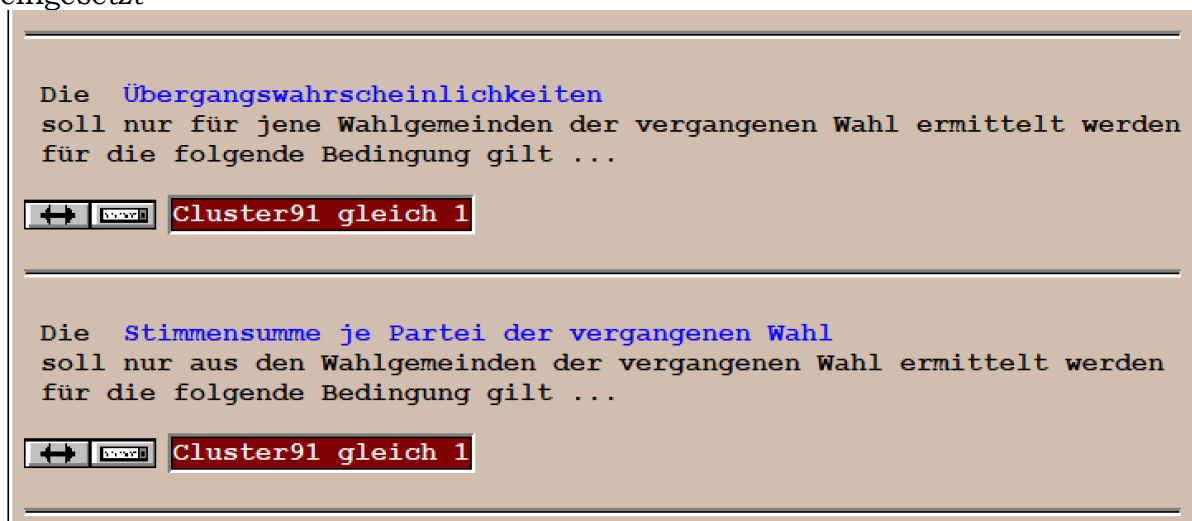 eingesetzt
Die Übergangswahrscheinlichkeiten
soll nur für jene Wahlgemeinden der vergangenen Wahl ermittelt werden
für die folgende Bedingung gilt ...
Cluster91 gleich 1
Die Stimmensumme je Partei der vergangenen Wahl
soll nur aus den Wahlgemeinden der vergangenen Wahl ermittelt werden
für die folgende Bedingung gilt ...
Cluster91 gleich 1